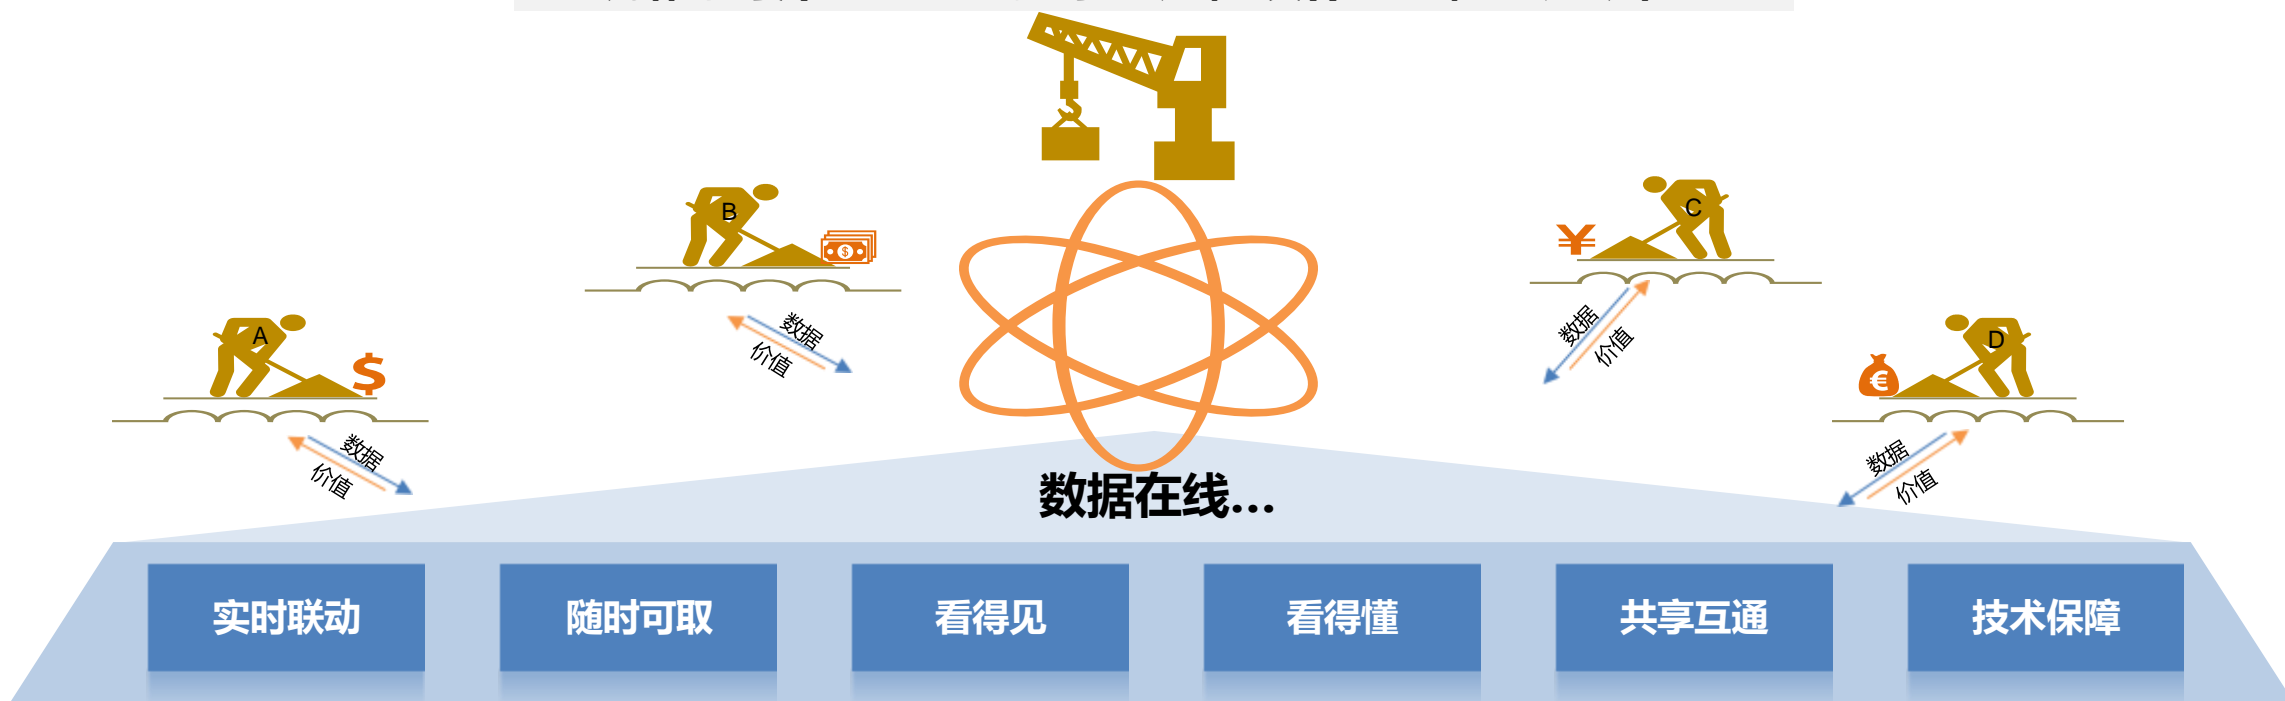 B
C
A
D
$
¥
$
€
数据
价值
数据
价值
数据
价值
数据
价值
数据在线...
实时联动
随时可取
看得见
看得懂
共享互通
技术保障